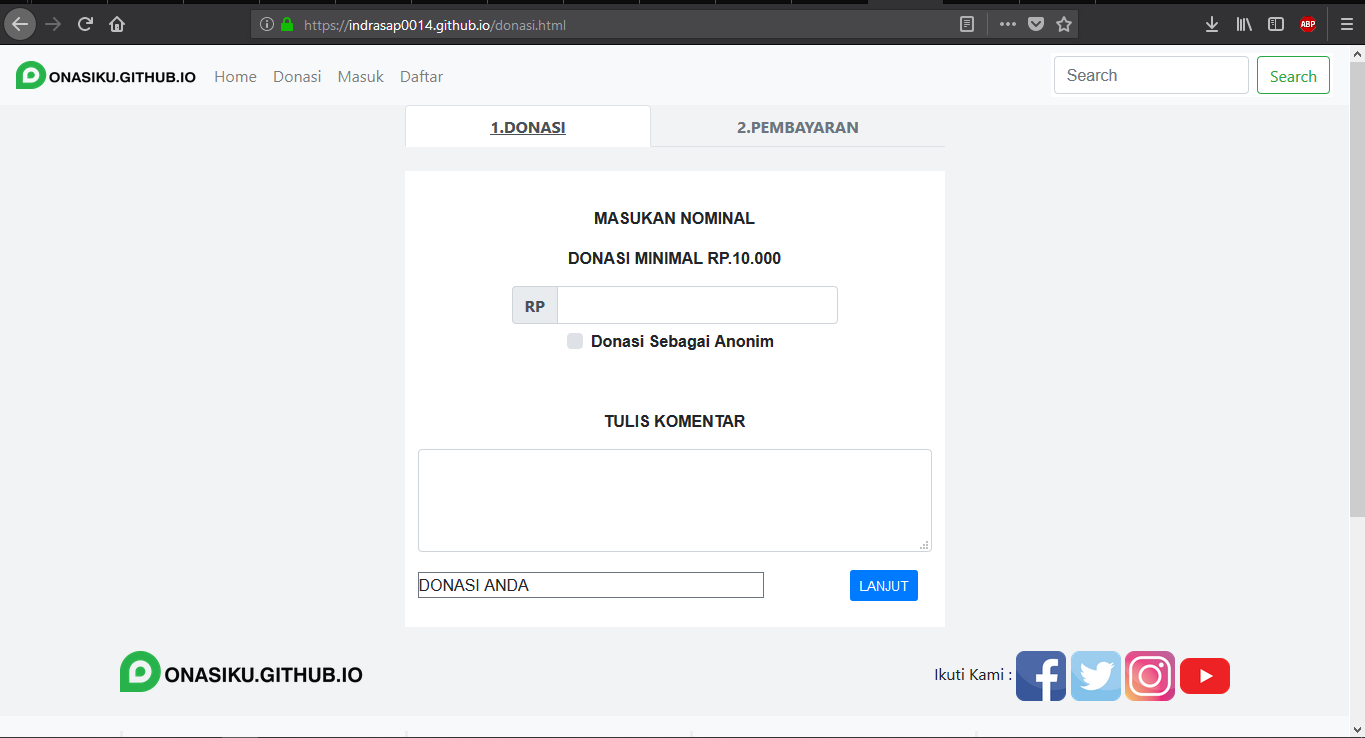 https://indrasap0014.github.io/donasi.html
ABP
ONASIKU.GITHUB.IO Home Donasi Masuk Daftar Search Search
1.DONASI 2.PEMBAYARAN
MASUKAN NOMINAL
DONASI MINIMAL RP.10.000
RP
Donasi Sebagai Anonim
TULIS KOMENTAR
DONASI ANDA LANJUT
ONASIKU.GITHUB.IO Ikuti Kami :